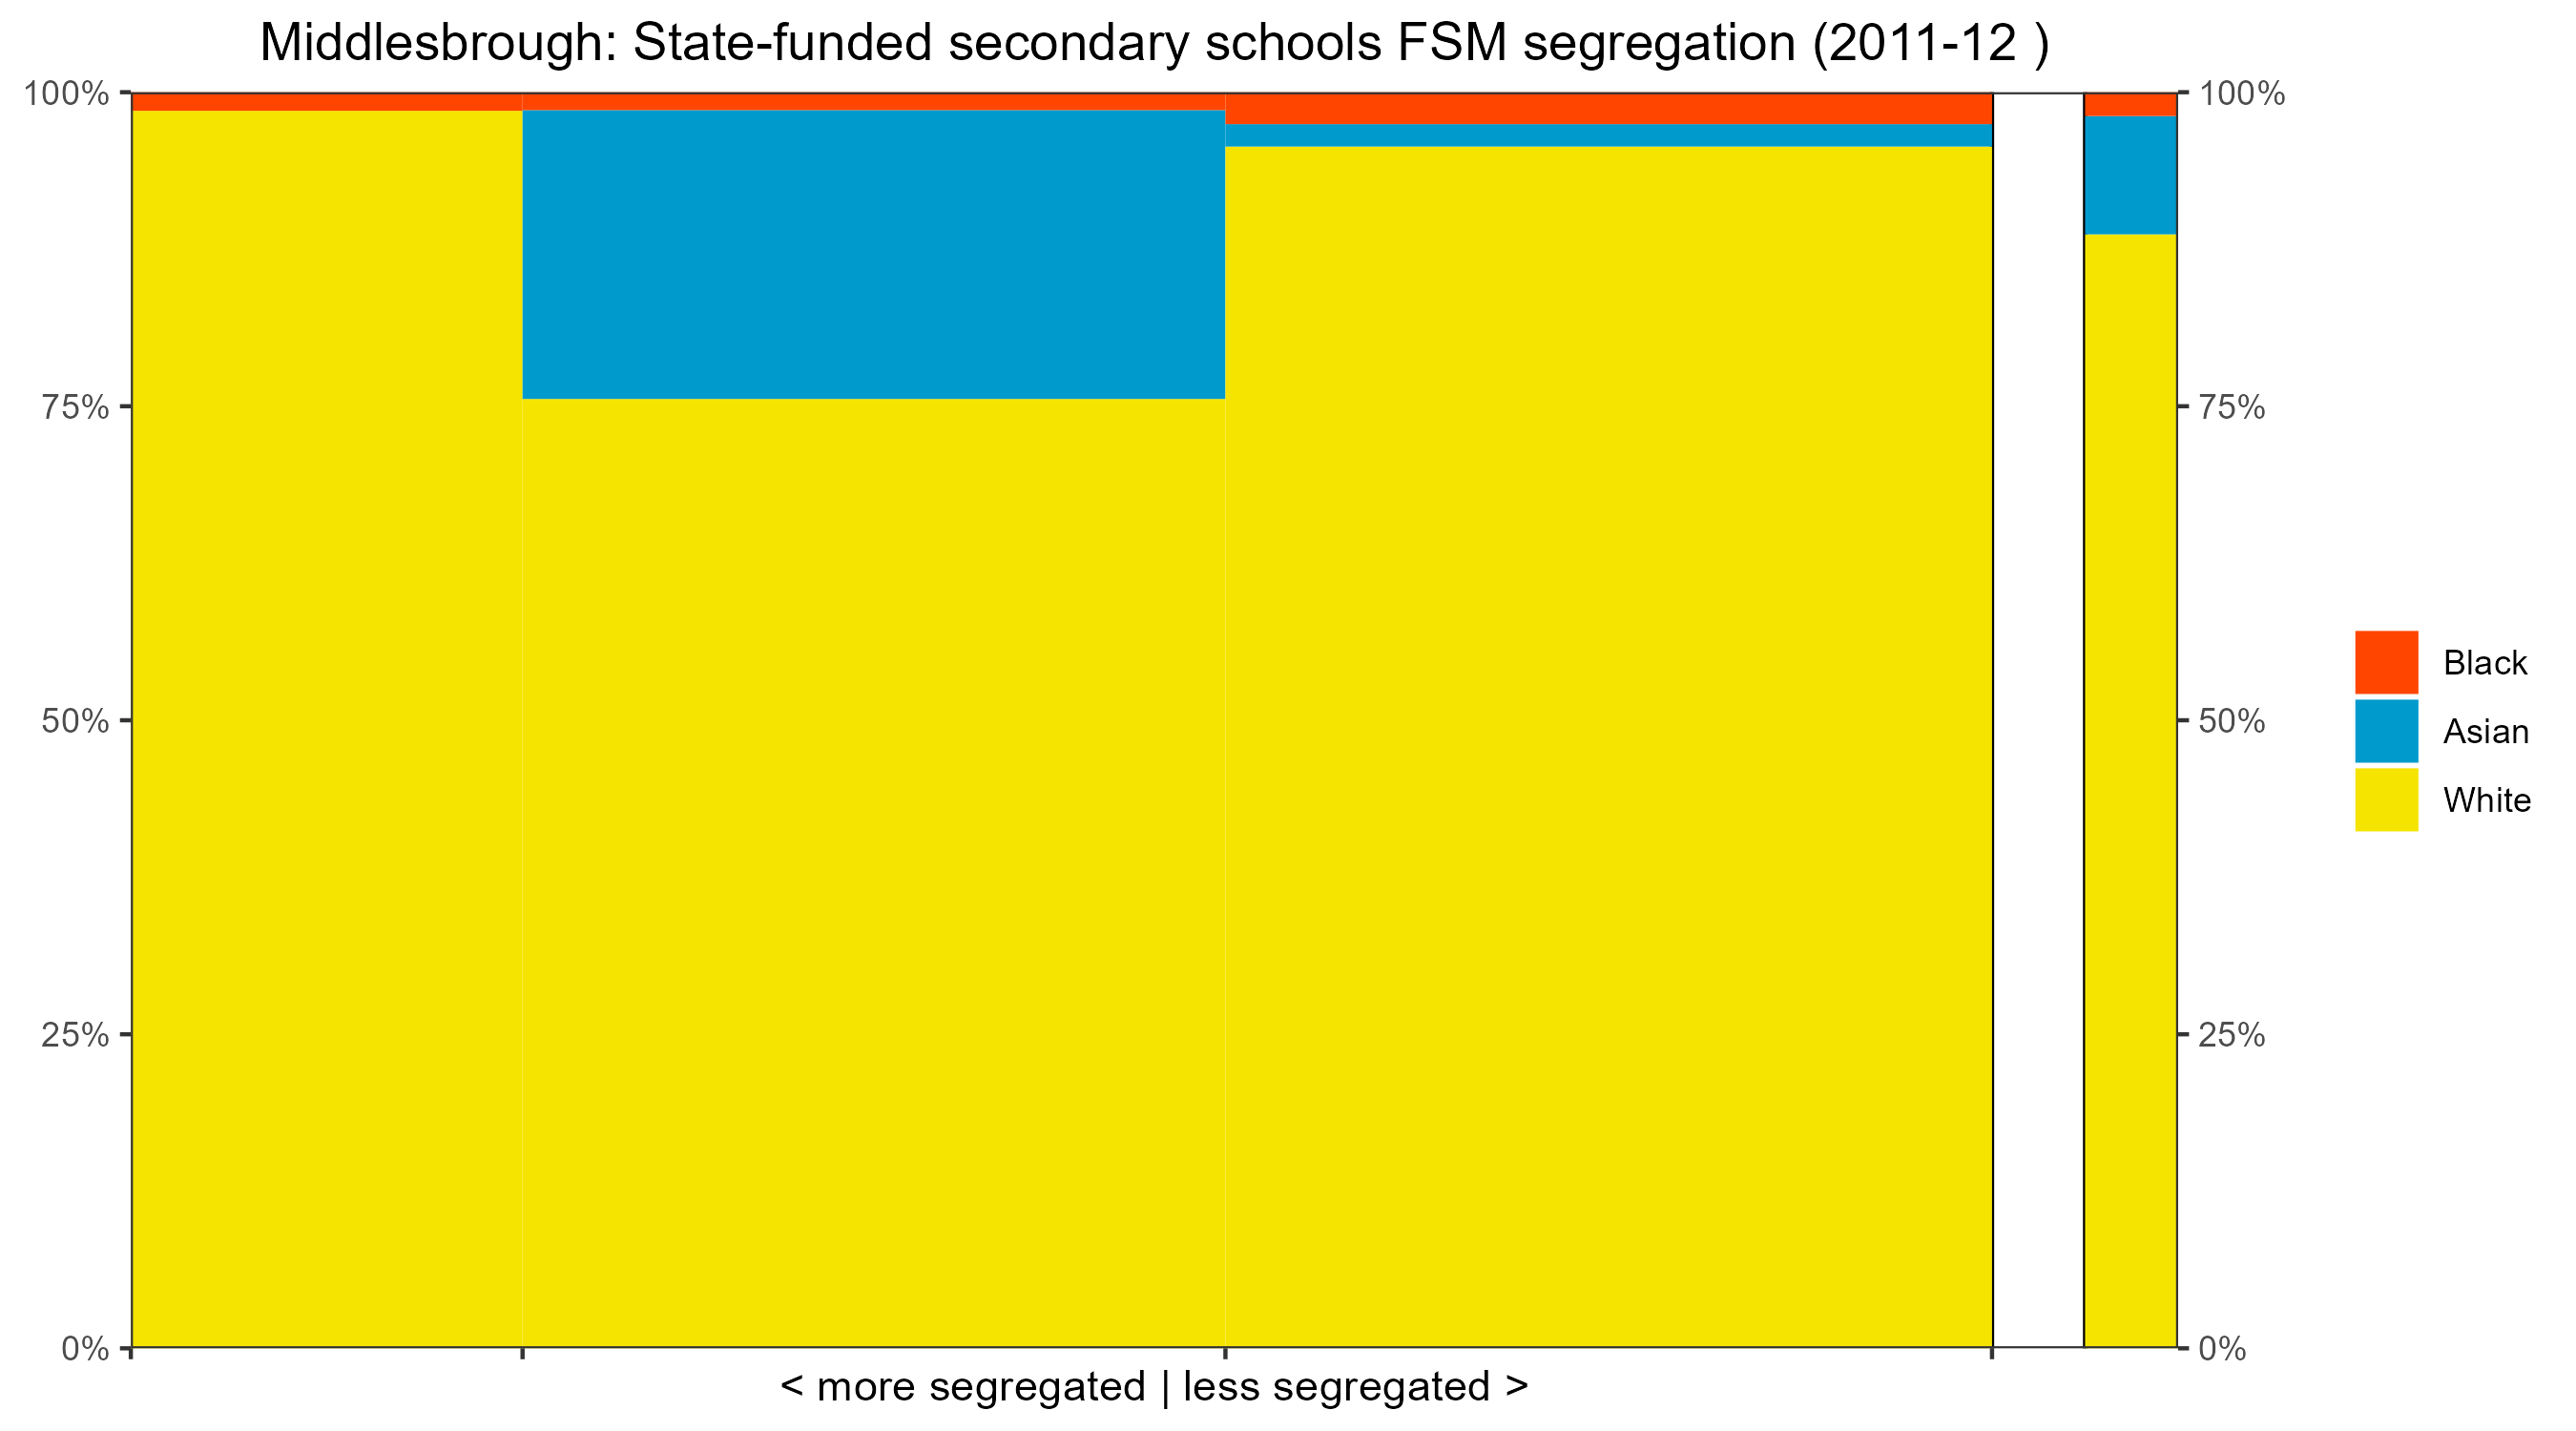 Middlesbrough: State-funded secondary schools FSM segregation (2011-12 )
100%
75%
50%
25%
0%
100%
75%
50%
25%
0%
Black
Asian
White
< more segregated | less segregated >